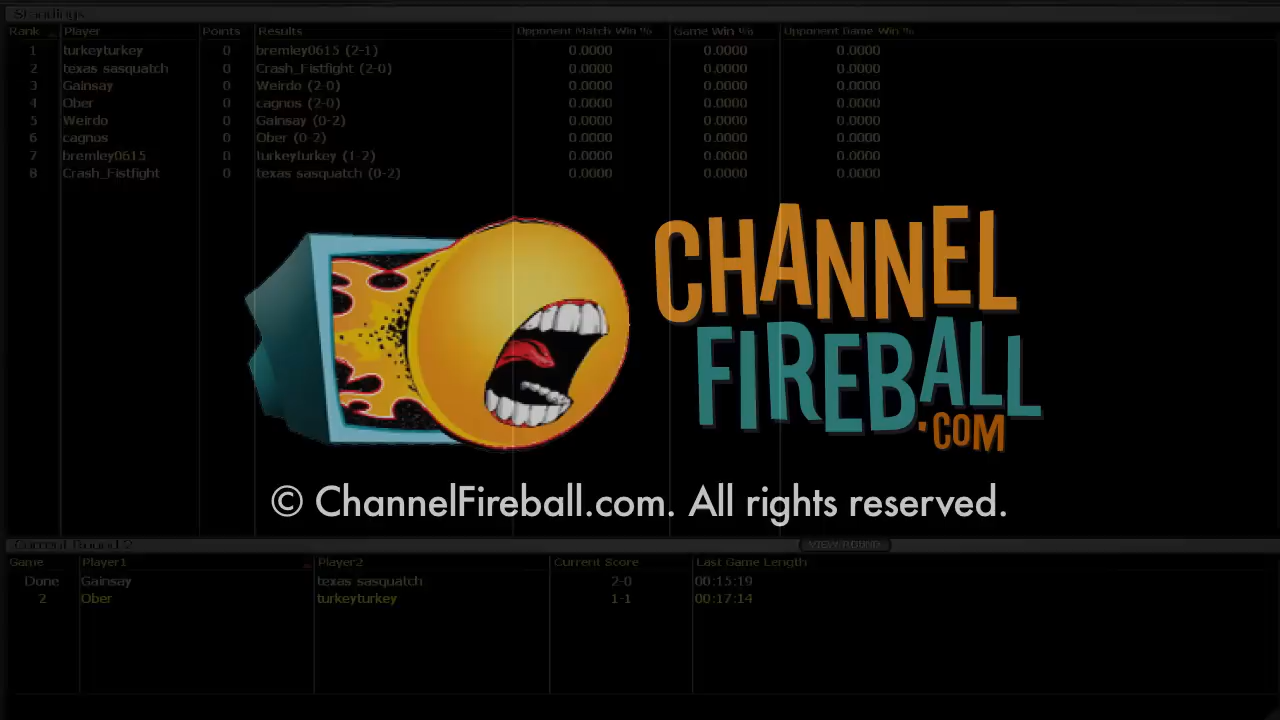 Standings
Rank Player Points Results Opponent Match Win % Game Win % Opponent Game Win %
1 turkeyturkey 0 bremley0615 (2-1) 0.0000 0.0000 0.0000
2 texas sasquatch 0 Crash_Fistfight (2-0) 0.0000 0.0000 0.0000
3 Gainsay 0 Weirdo (2-0) 0.0000 0.0000 0.0000
4 Ober 0 cagnos (2-0) 0.0000 0.0000 0.0000
5 Weirdo 0 Gainsay (0-2) 0.0000 0.0000 0.0000
6 cagnos 0 Ober (0-2) 0.0000 0.0000 0.0000
7 bremley0615 0 turkeyturkey (1-2) 0.0000 0.0000 0.0000
8 Crash_Fistfight 0 texas sasquatch (0-2) 0.0000 0.0000 0.0000
CHANNEL
FIREBALL
.COM
© ChannelFireball.com. All rights reserved.
Current Round 2 VIEW ROUND
Game Player1 Player2 Current Score Last Game Length
Done Gainsay texas sasquatch 2-0 00:15:19
2 Ober turkeyturkey 1-1 00:17:14